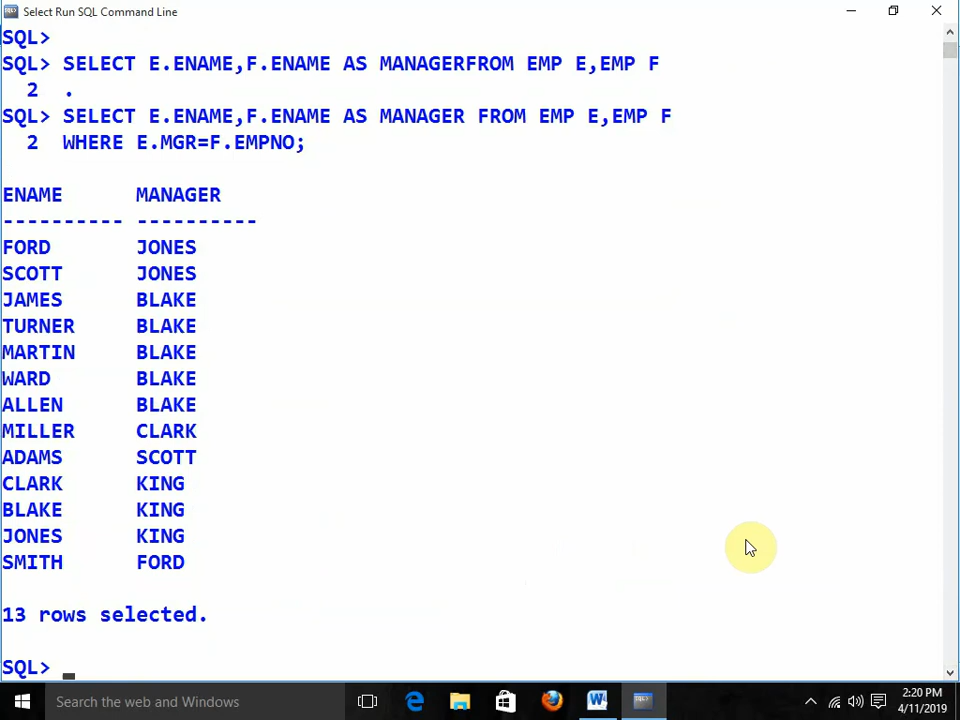 Select Run SQL Command Line
SQL>
SQL> SELECT E.ENAME,F.ENAME AS MANAGERFROM EMP E,EMP F
2 .
SQL> SELECT E.ENAME,F.ENAME AS MANAGER FROM EMP E,EMP F
2 WHERE E.MGR=F.EMPNO;
ENAME MANAGER
---------- ----------
FORD JONES
SCOTT JONES
JAMES BLAKE
TURNER BLAKE
MARTIN BLAKE
WARD BLAKE
ALLEN BLAKE
MILLER CLARK
ADAMS SCOTT
CLARK KING
BLAKE KING
JONES KING
SMITH FORD
13 rows selected.
SQL>
Search the web and Windows
2:20 PM
4/11/2019